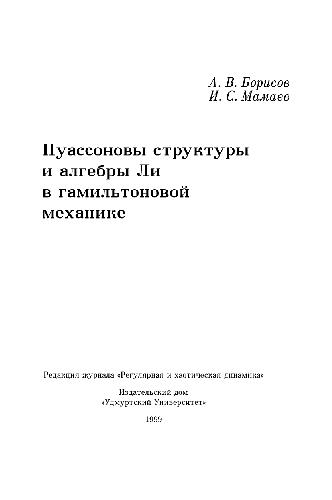 А. В. Борисов
И. С. Мамаев
Пуассоновы структуры
и алгебры Ли
в гамильтоновой
механике
Редакция журнала «Регулярная и хаотическая динамика»
Издательский дом
«Удмуртский Университет»
1999